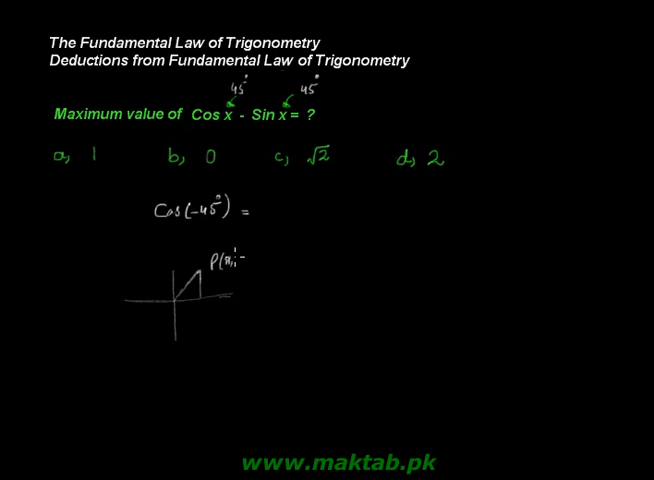 The Fundamental Law of Trigonometry
Deductions from Fundamental Law of Trigonometry
45° 45°
Maximum value of Cos x - Sin x = ?
a, 1 b, 0 c, √2 d, 2
Cos(-45°) =
www.maktab.pk